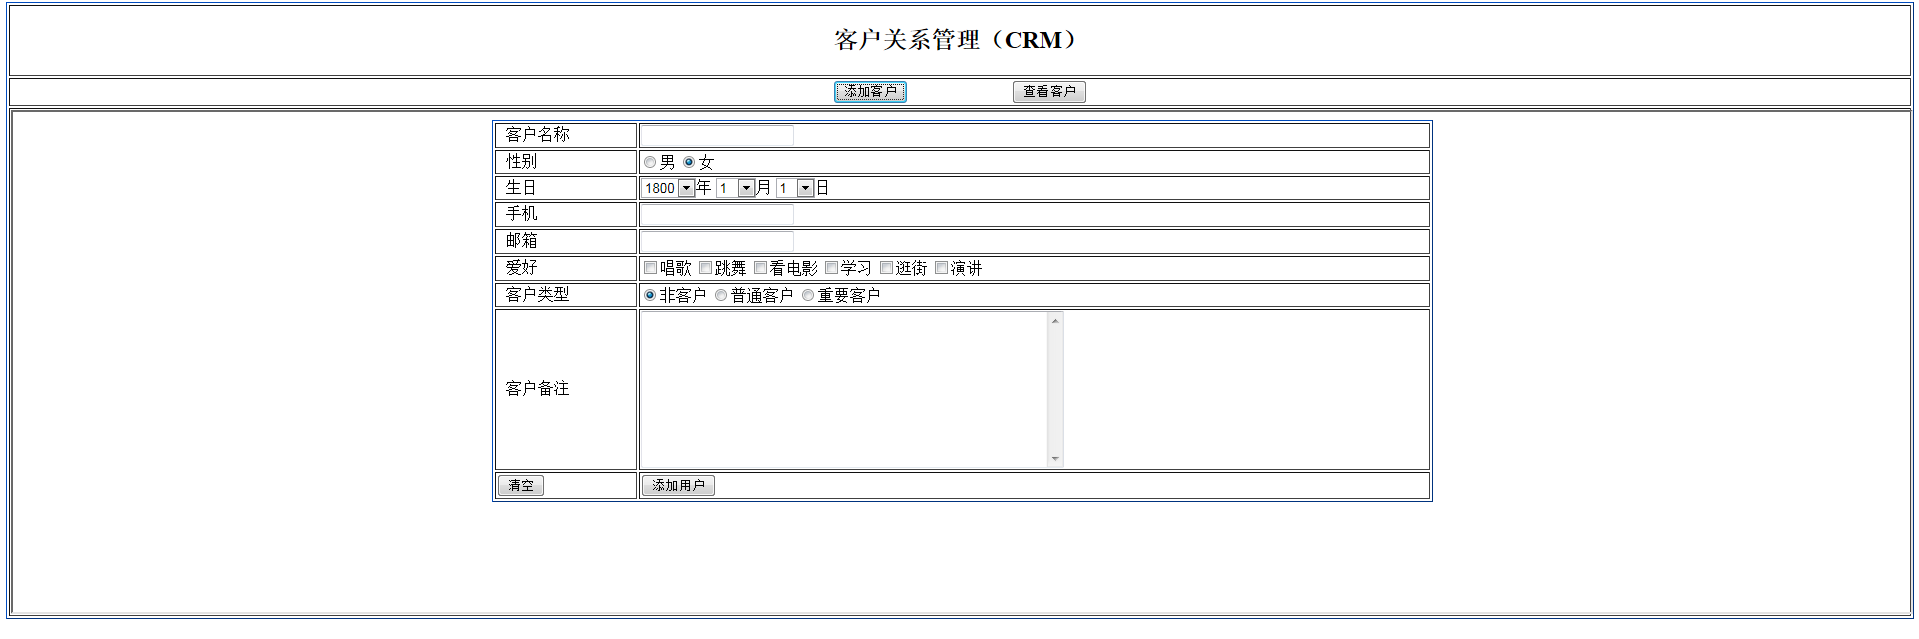 客户关系管理（CRM）
添加客户 查看客户
客户名称
性别 男 女
生日 1800 年 1 月 1 日
手机
邮箱
爱好 唱歌 跳舞 看电影 学习 逛街 演讲
客户类型 非客户 普通客户 重要客户
客户备注
清空 添加用户